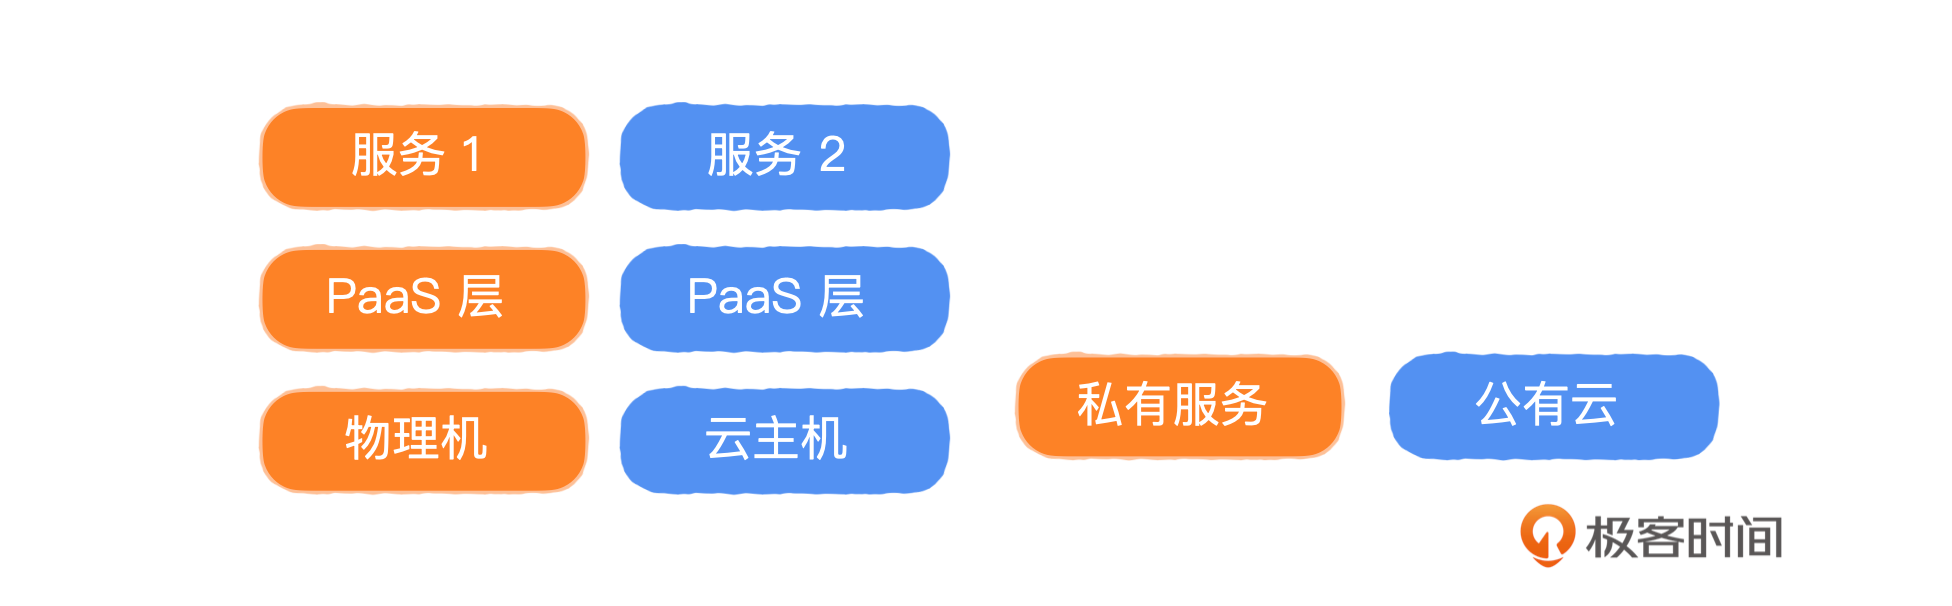 服务 1
服务 2
PaaS 层
PaaS 层
物理机
云主机
私有服务
公有云
极客时间